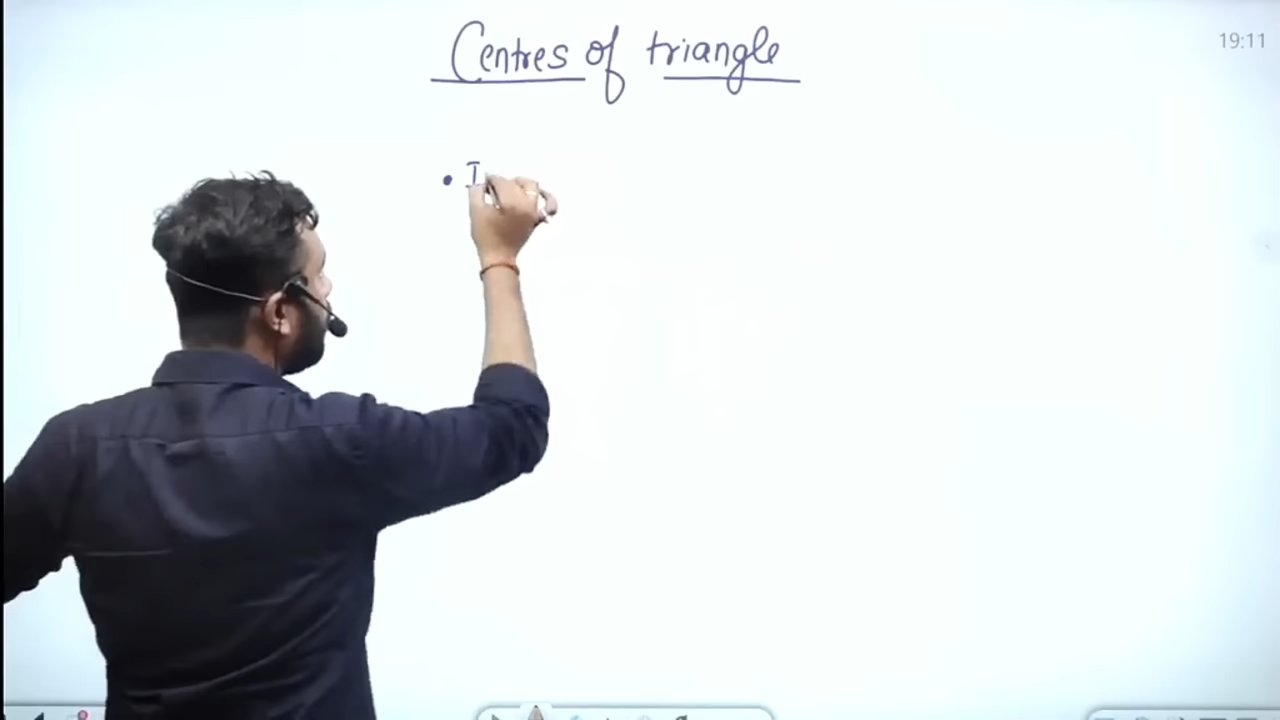 Centres of triangle
19:11
• I